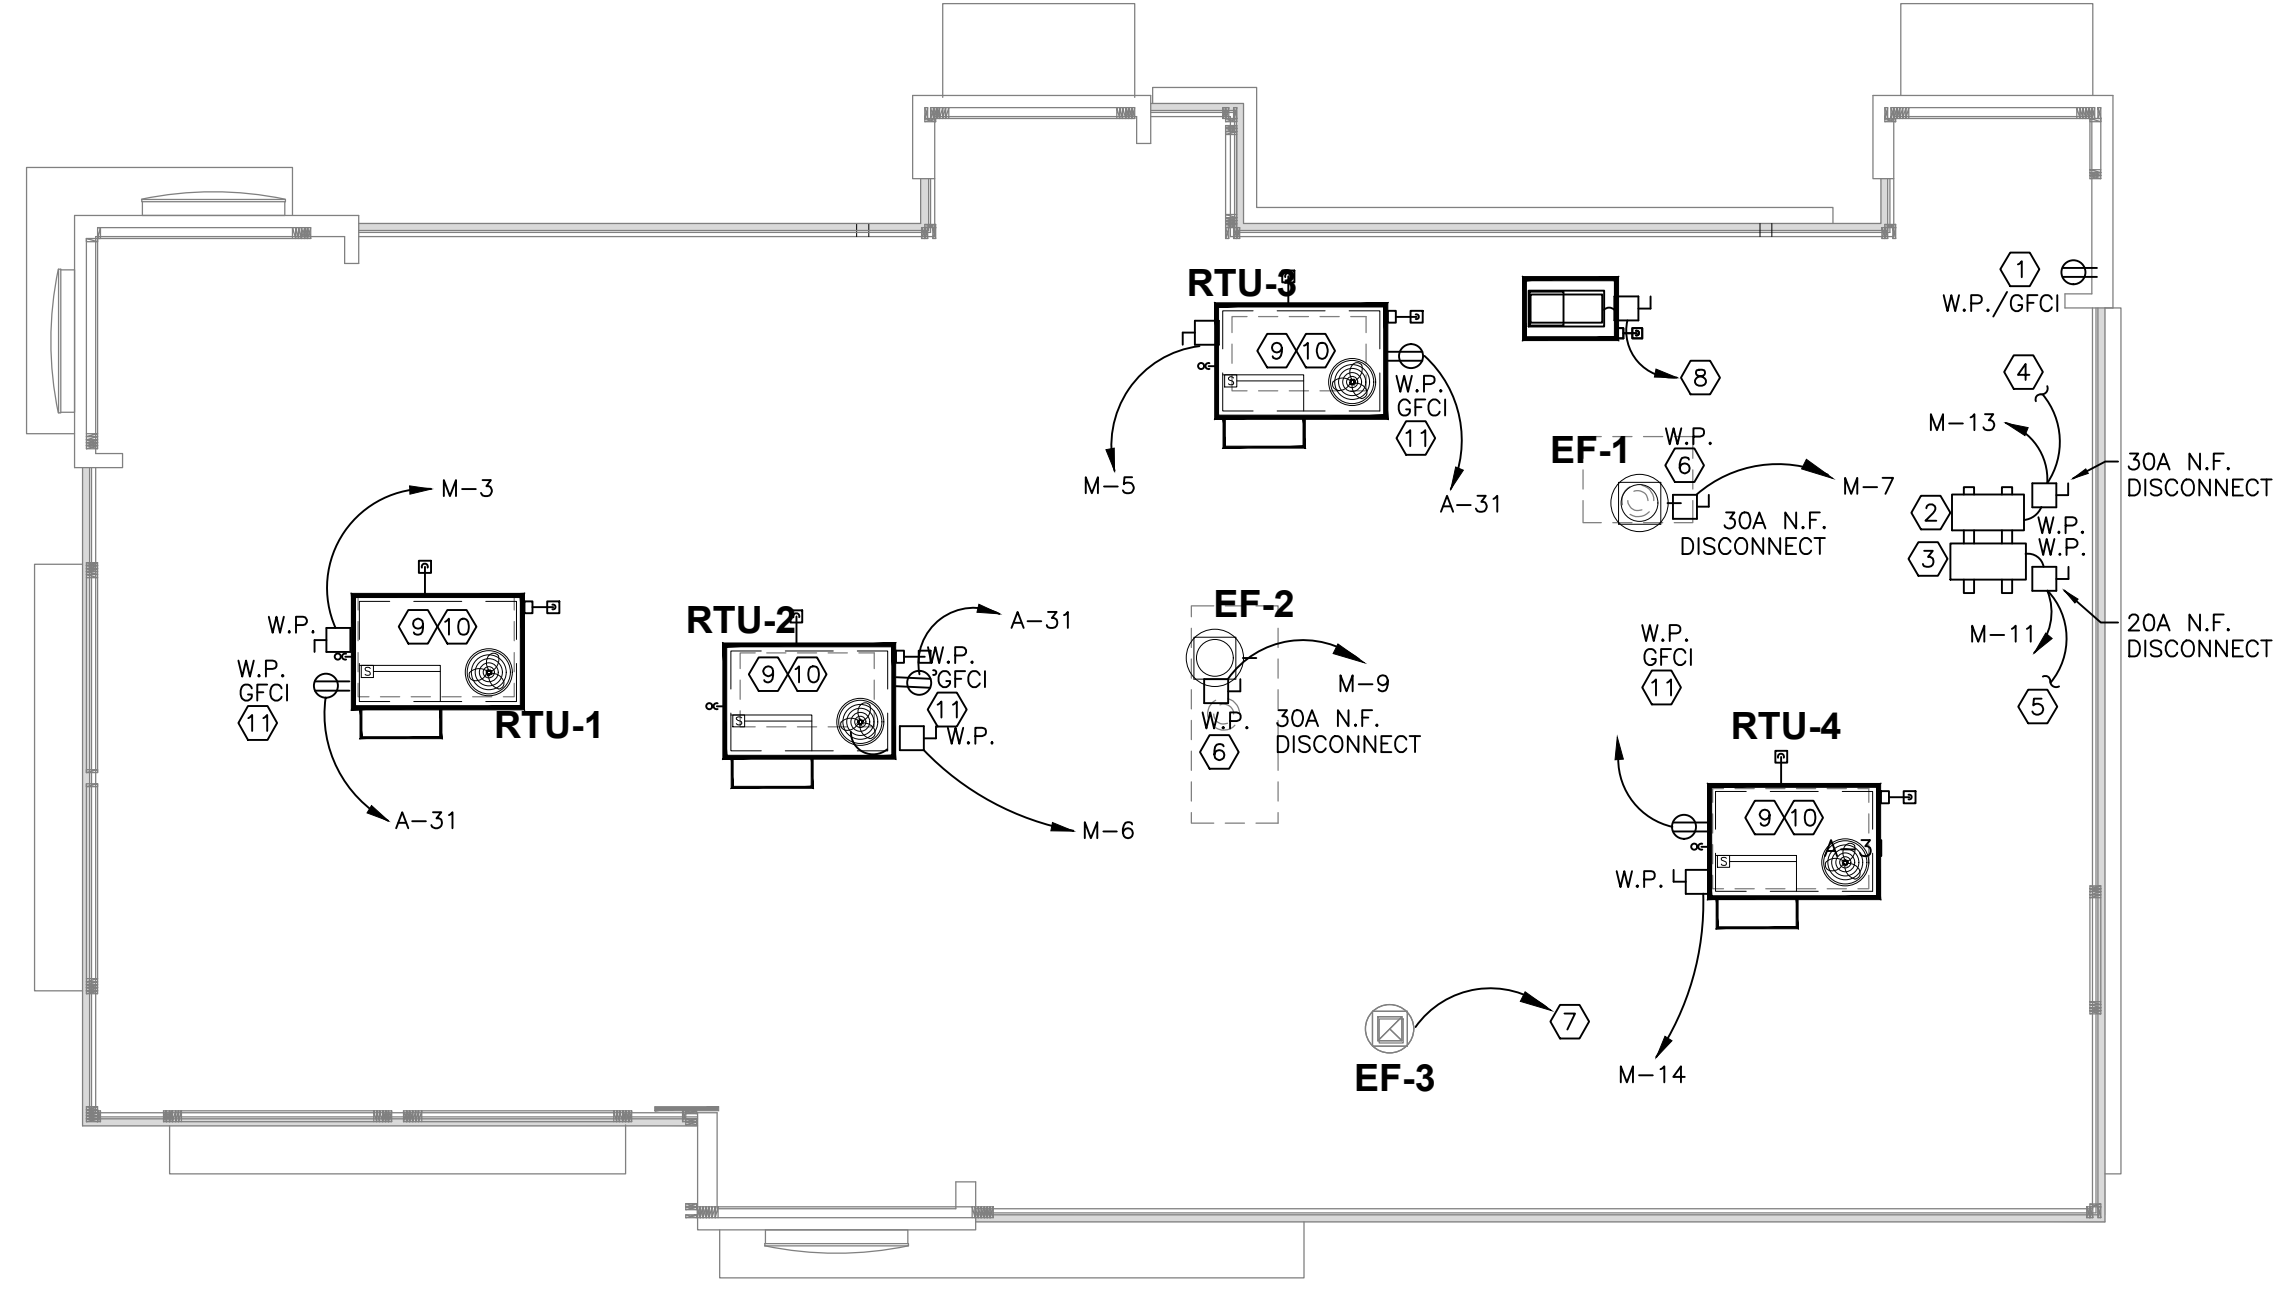 RTU-3
9 10
W.P.
GFCI
11
M-5
A-31
8
1
W.P./GFCI
4
M-13
30A N.F.
DISCONNECT
EF-1
W.P.
6
M-7
30A N.F.
DISCONNECT
2
W.P.
W.P.
3
M-11
20A N.F.
DISCONNECT
5
M-3
W.P.
9 10
S
W.P.
GFCI
11
RTU-1
A-31
RTU-2
9 10
S
A-31
W.P.
GFCI
11
W.P.
M-6
EF-2
M-9
W.P.
6
30A N.F.
DISCONNECT
W.P.
GFCI
11
RTU-4
9 10
A-3
S
W.P.
M-14
7
EF-3
S